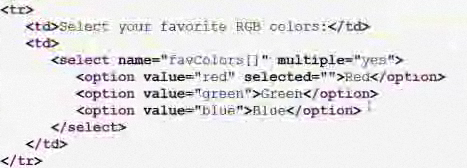 <tr>
<td>Select your favorite RGB colors:</td>
<td>
<select name="favColors[]" multiple="yes">
<option value="red" selected="">Red</option>
<option value="green">Green</option>
<option value="blue">Blue</option>
</select>
</td>
</tr>